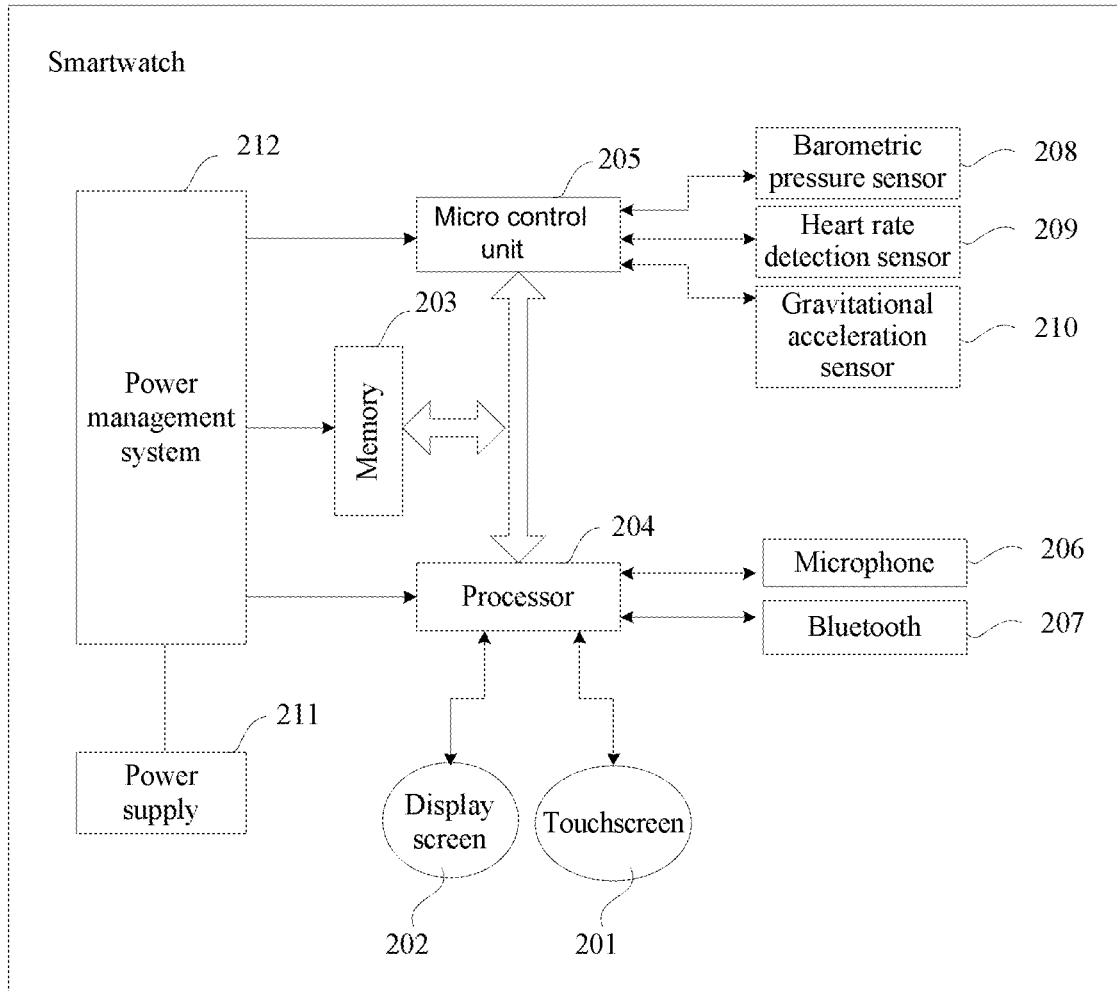 Smartwatch
212
205
Barometric
pressure sensor
208
Micro control
unit
Heart rate
detection sensor
209
203
Gravitational
acceleration
sensor
210
Power
management
system
Memory
204
Microphone
206
Processor
Bluetooth
207
211
Power
supply
Display
screen
Touchscreen
202
201